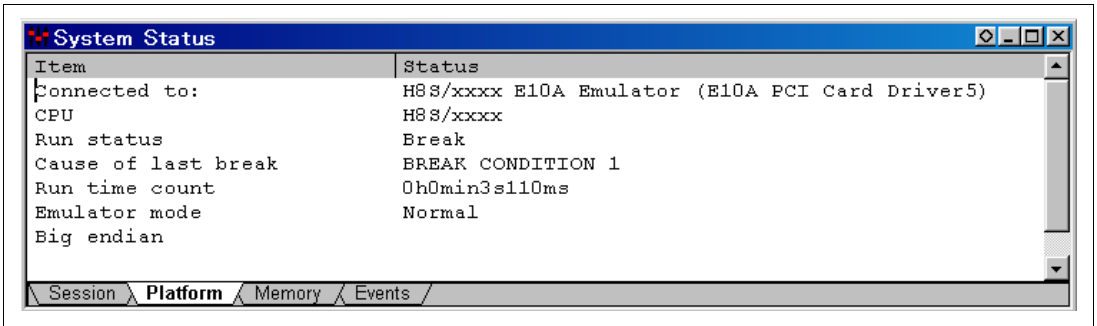 System Status
Item Status
Connected to: H8S/xxxx E10A Emulator (E10A PCI Card Driver5)
CPU H8S/xxxx
Run status Break
Cause of last break BREAK CONDITION 1
Run time count 0h0min3s110ms
Emulator mode Normal
Big endian
Session Platform Memory Events